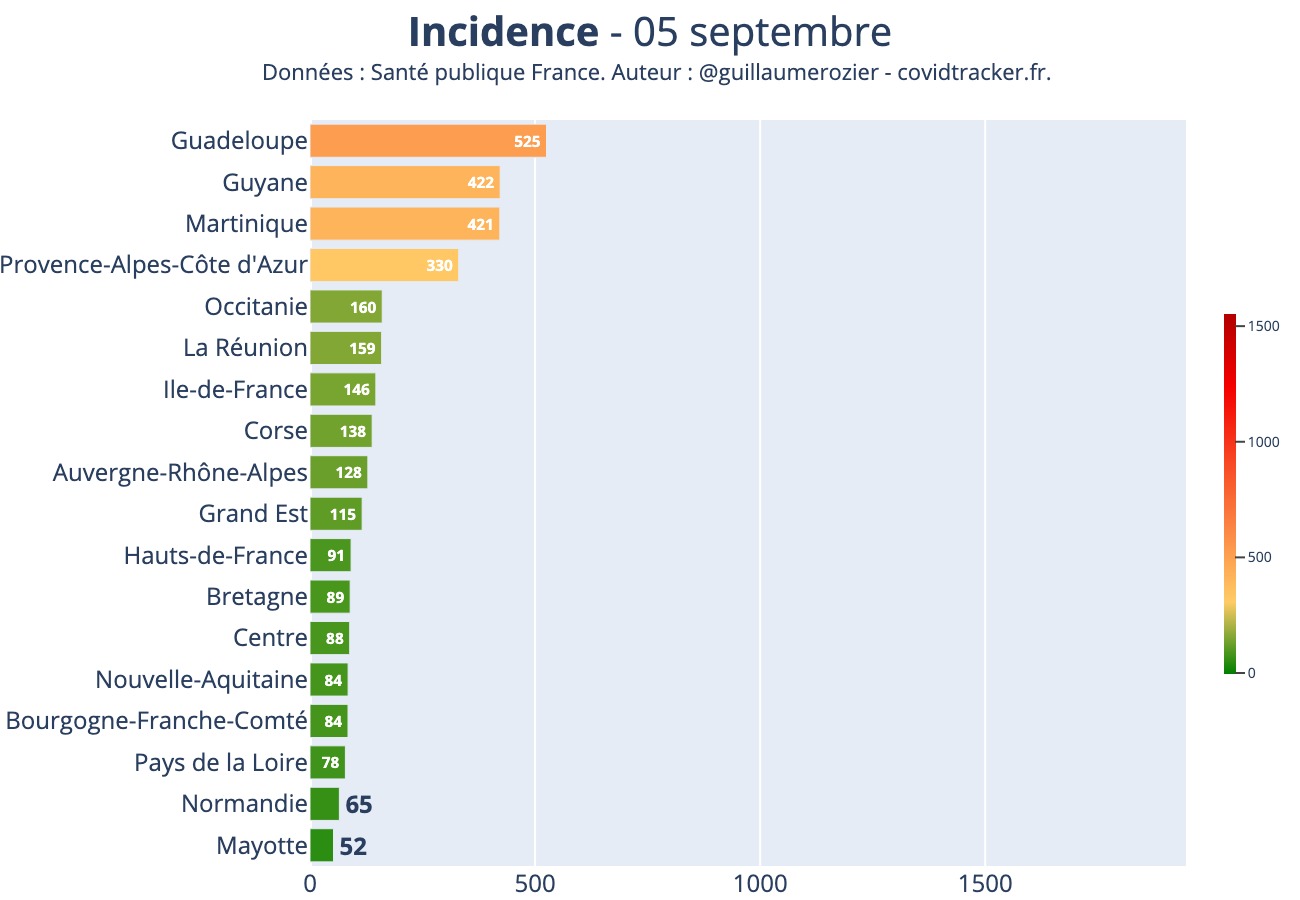 Incidence - 05 septembre
Données : Santé publique France. Auteur : @guillaumerozier - covidtracker.fr.
Guadeloupe 525
Guyane 422
Martinique 421
Provence-Alpes-Côte d'Azur 330
Occitanie 160
La Réunion 159
Ile-de-France 146
Corse 138
Auvergne-Rhône-Alpes 128
Grand Est 115
Hauts-de-France 91
Bretagne 89
Centre 88
Nouvelle-Aquitaine 84
Bourgogne-Franche-Comté 84
Pays de la Loire 78
Normandie 65
Mayotte 52
0 500 1000 1500
1500
1000
500
0